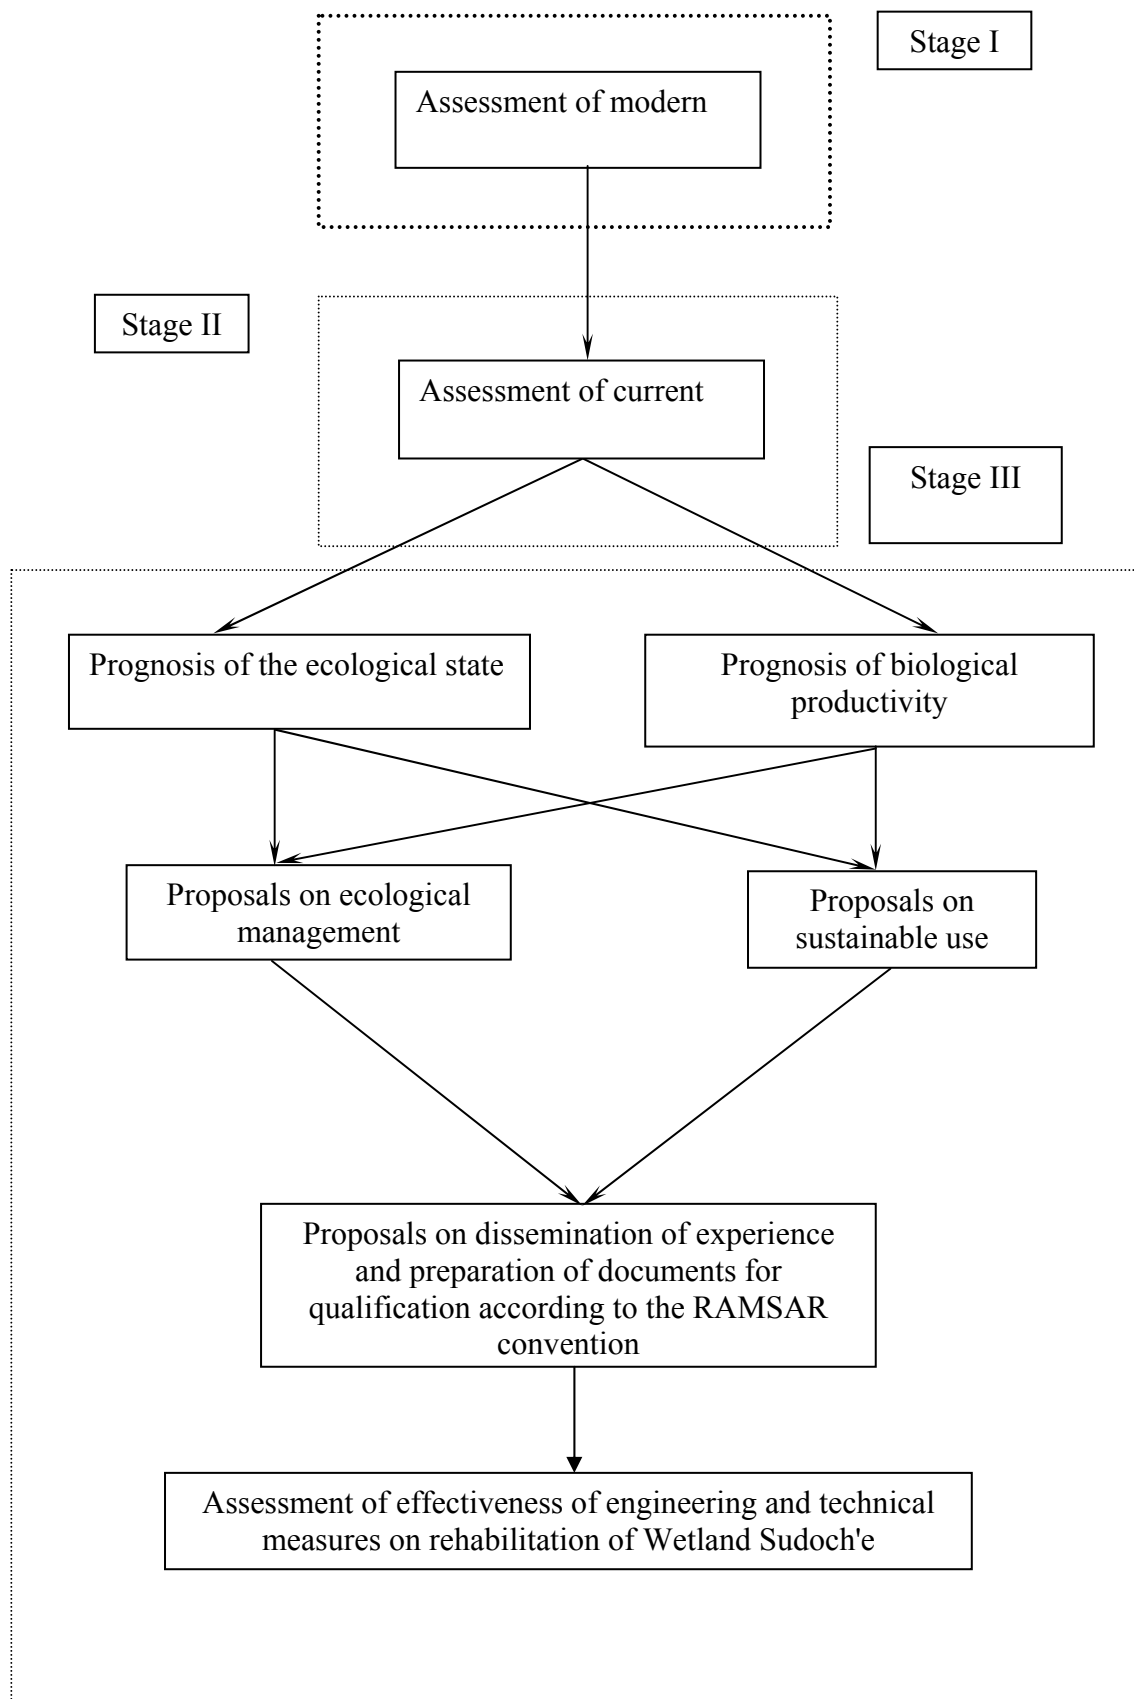 Stage I
Assessment of modern
Stage II
Assessment of current
Stage III
Prognosis of the ecological state
Prognosis of biological
productivity
Proposals on ecological
management
Proposals on
sustainable use
Proposals on dissemination of experience
and preparation of documents for
qualification according to the RAMSAR
convention
Assessment of effectiveness of engineering and technical
measures on rehabilitation of Wetland Sudoch'e